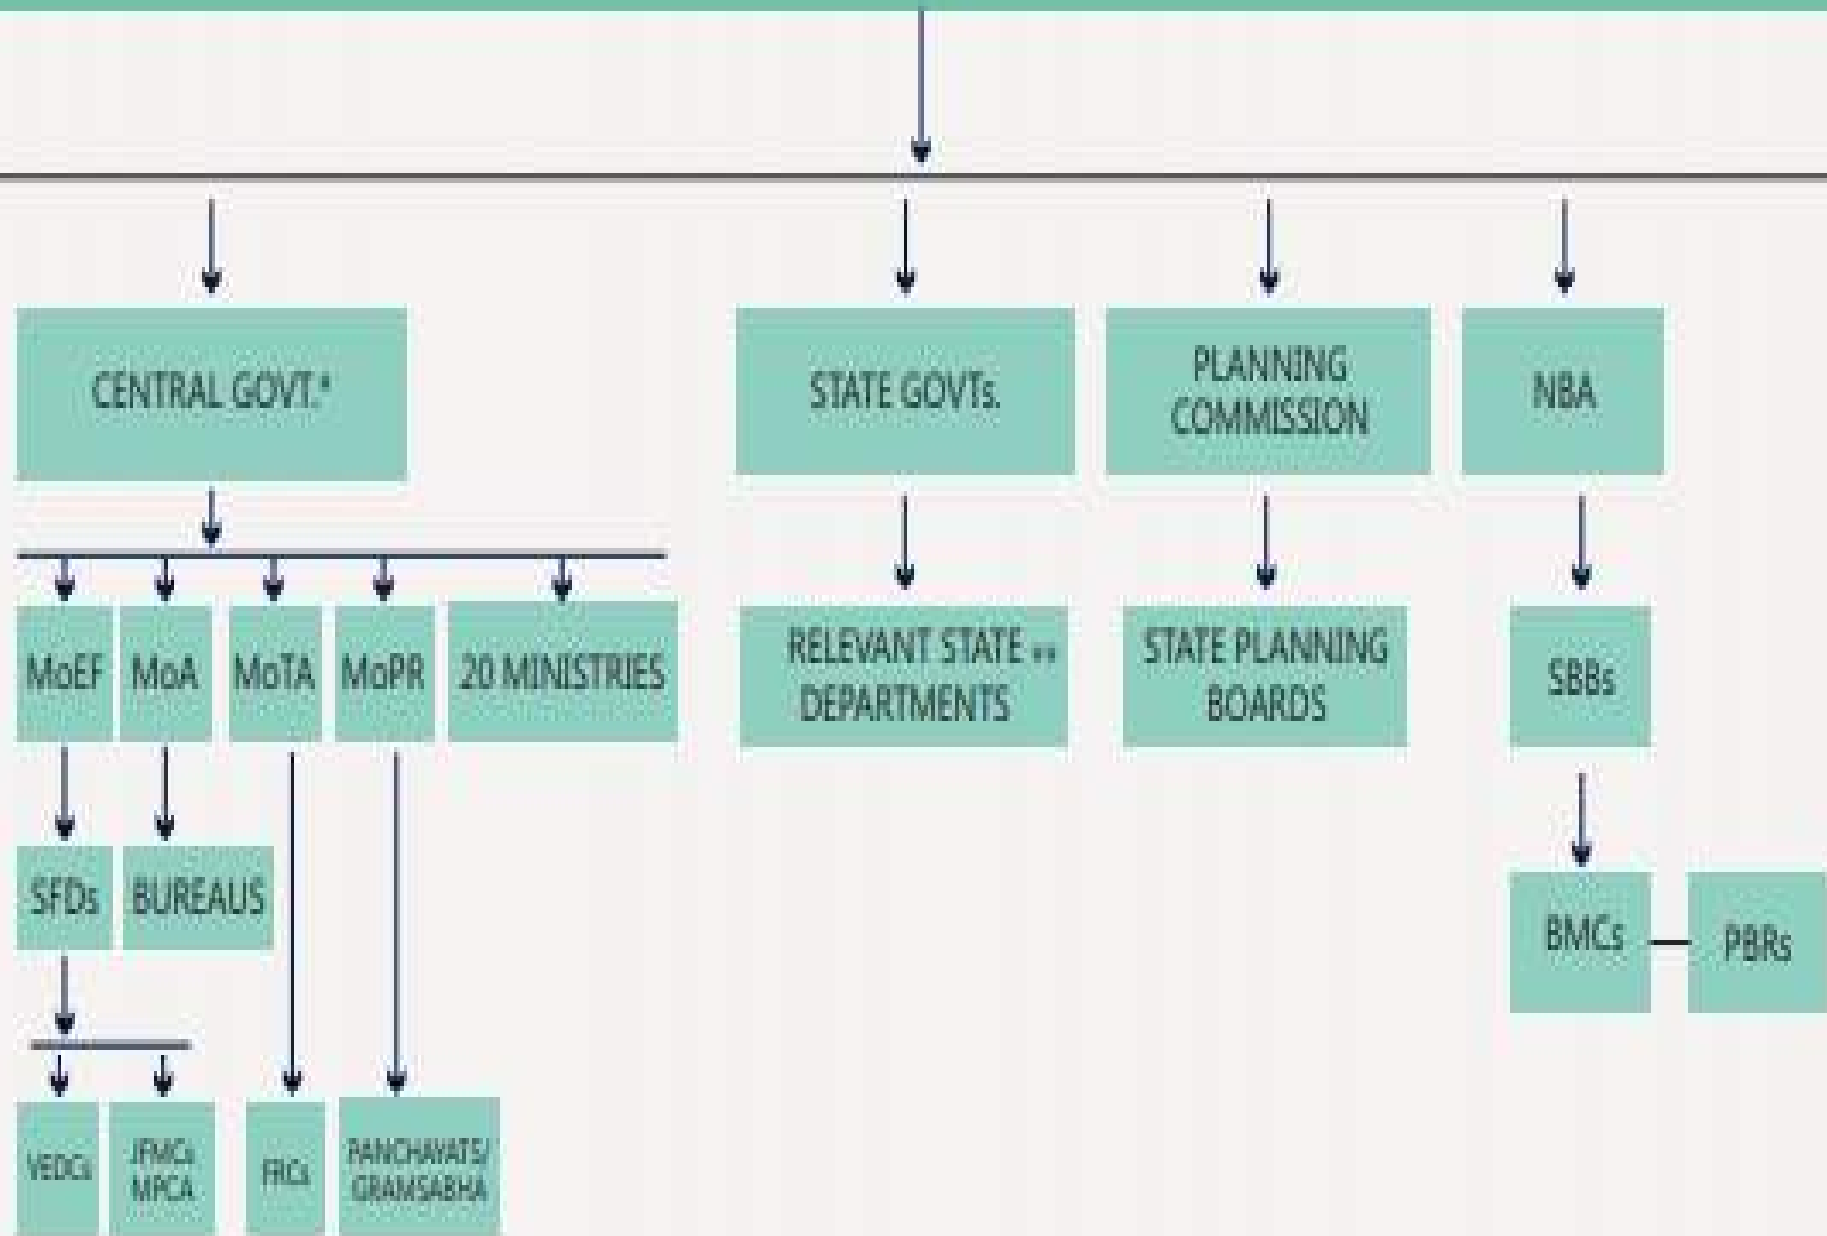 CENTRAL GOVT.*
STATE GOVTs.
PLANNING
COMMISSION
NBA
MoEF
MoA
MoTA
MoPR
20 MINISTRIES
RELEVANT STATE **
DEPARTMENTS
STATE PLANNING
BOARDS
SBBs
SFDs
BUREAUS
BMCs
PBRs
VEDCs
JFMCs
MPCA
FRCs
PANCHAYATS/
GRAMSABHA